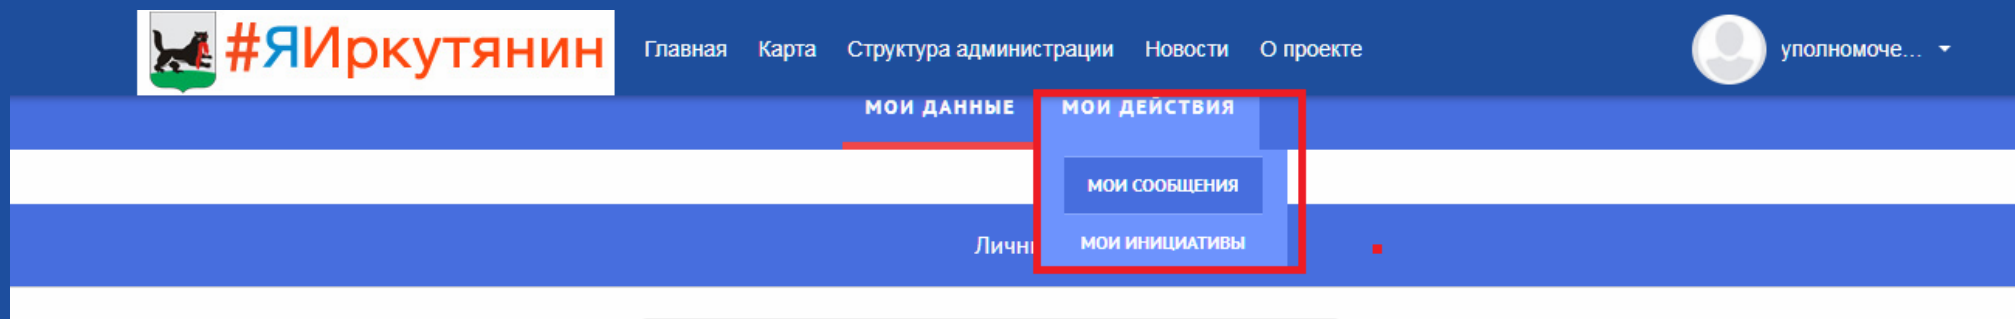 #ЯИркутянин Главная Карта Структура администрации Новости О проекте уполномоче...
МОИ ДАННЫЕ МОИ ДЕЙСТВИЯ
МОИ СООБЩЕНИЯ
Личн МОИ ИНИЦИАТИВЫ